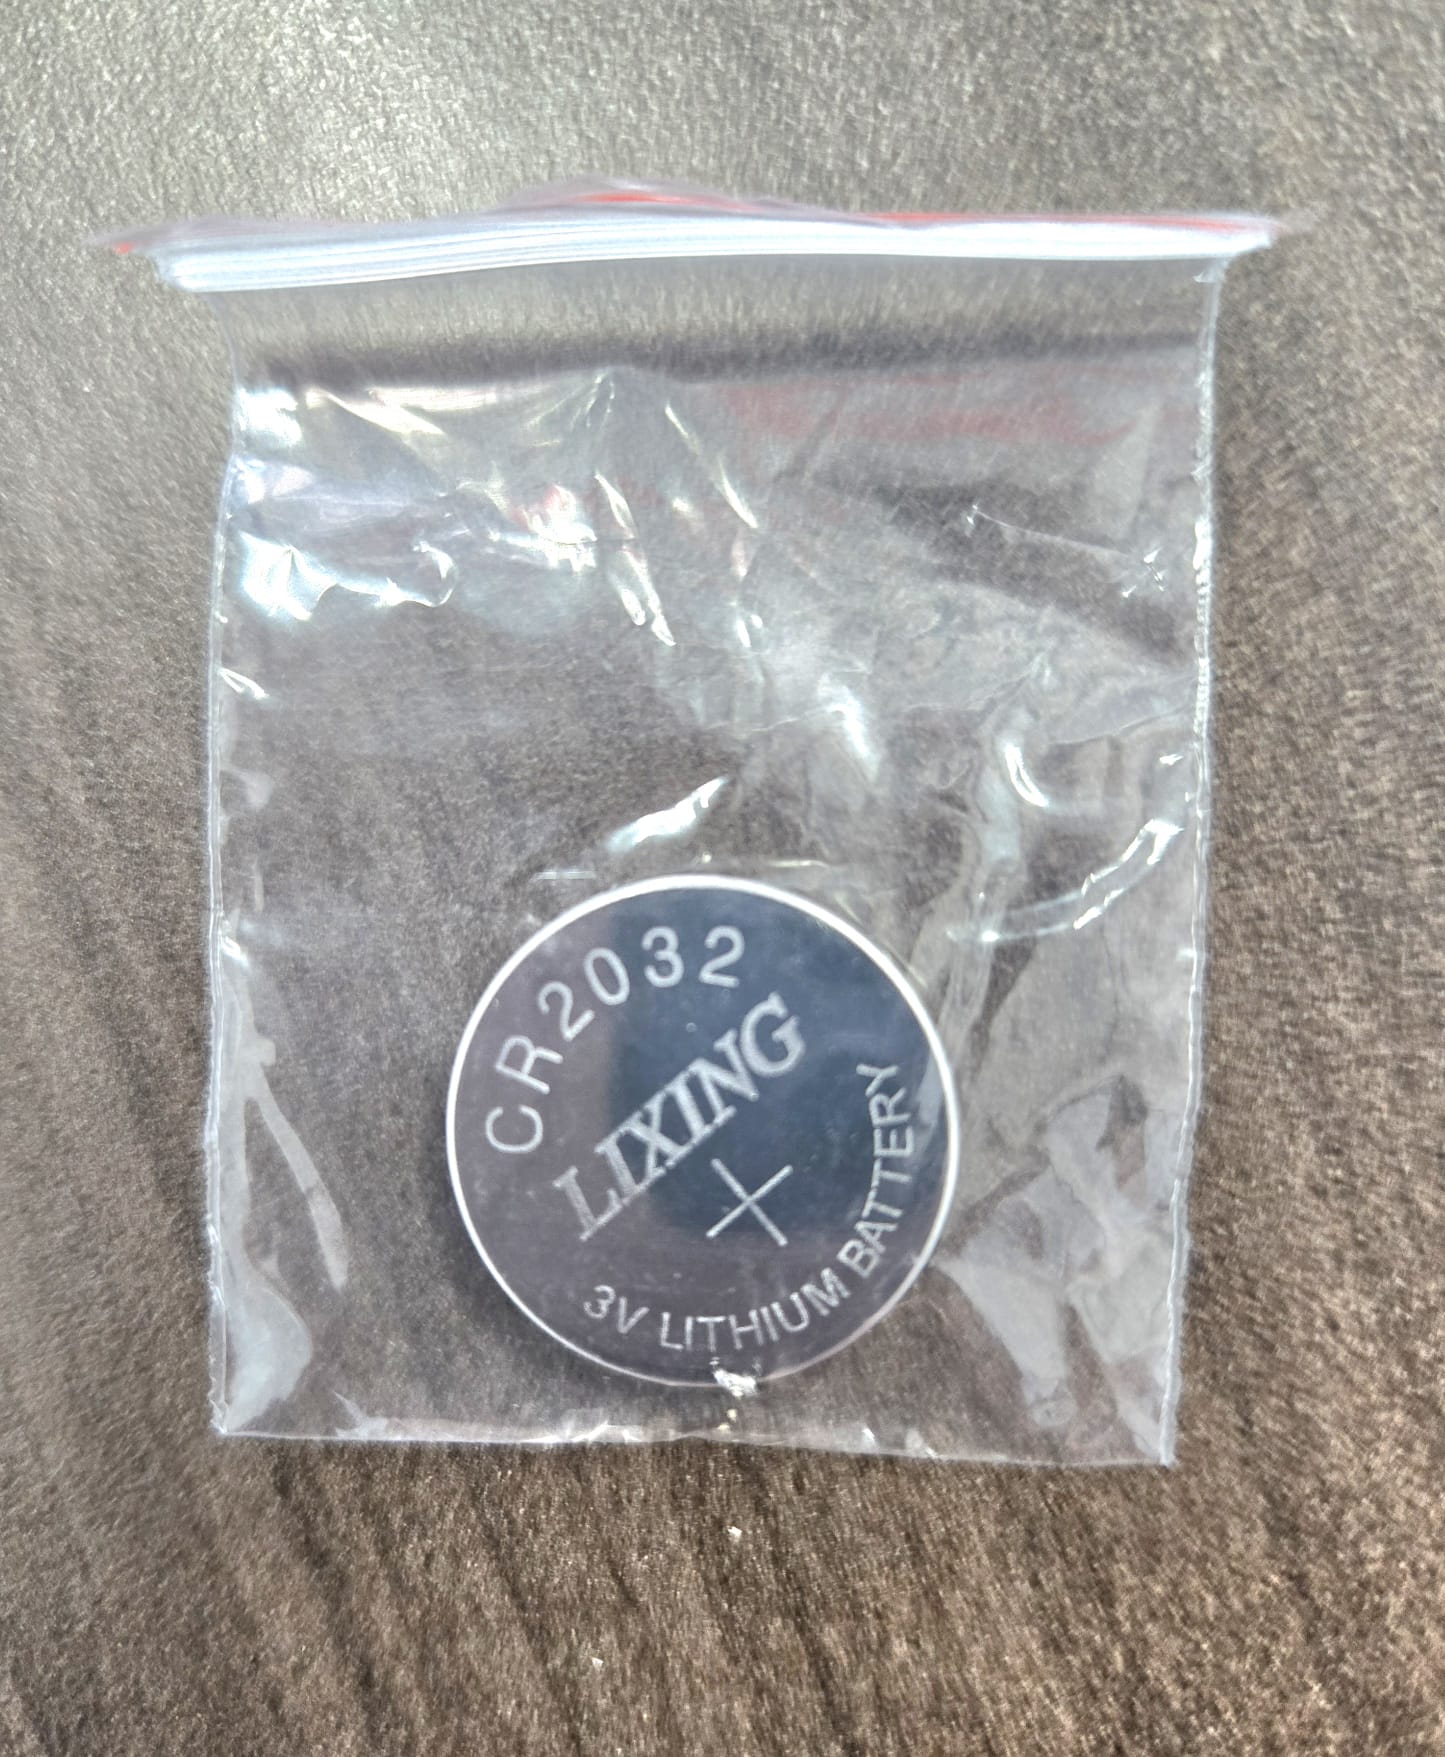 CR2032
LIXING
+
3V LITHIUM BATTERY